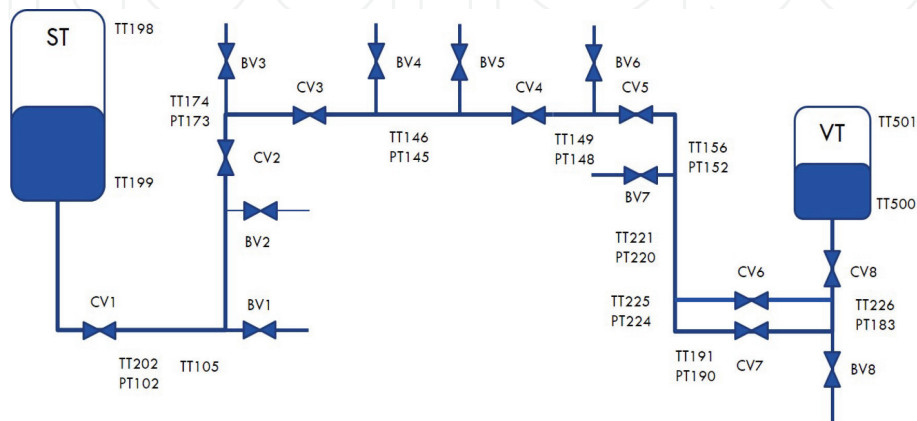 ST
TT198
TT199
BV3
TT174
PT173
CV3
BV4
BV5
CV4
BV6
CV5
CV2
TT146
PT145
TT149
PT148
TT156
PT152
VT
TT501
TT500
BV2
BV7
TT221
PT220
CV1
BV1
TT202
PT102
TT105
TT225
PT224
CV6
CV8
TT226
PT183
TT191
PT190
CV7
BV8